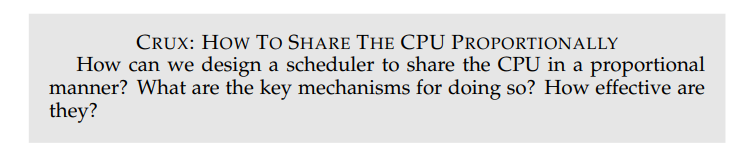 CRUX: HOW TO SHARE THE CPU PROPORTIONALLY
How can we design a scheduler to share the CPU in a proportional
manner? What are the key mechanisms for doing so? How effective are
they?